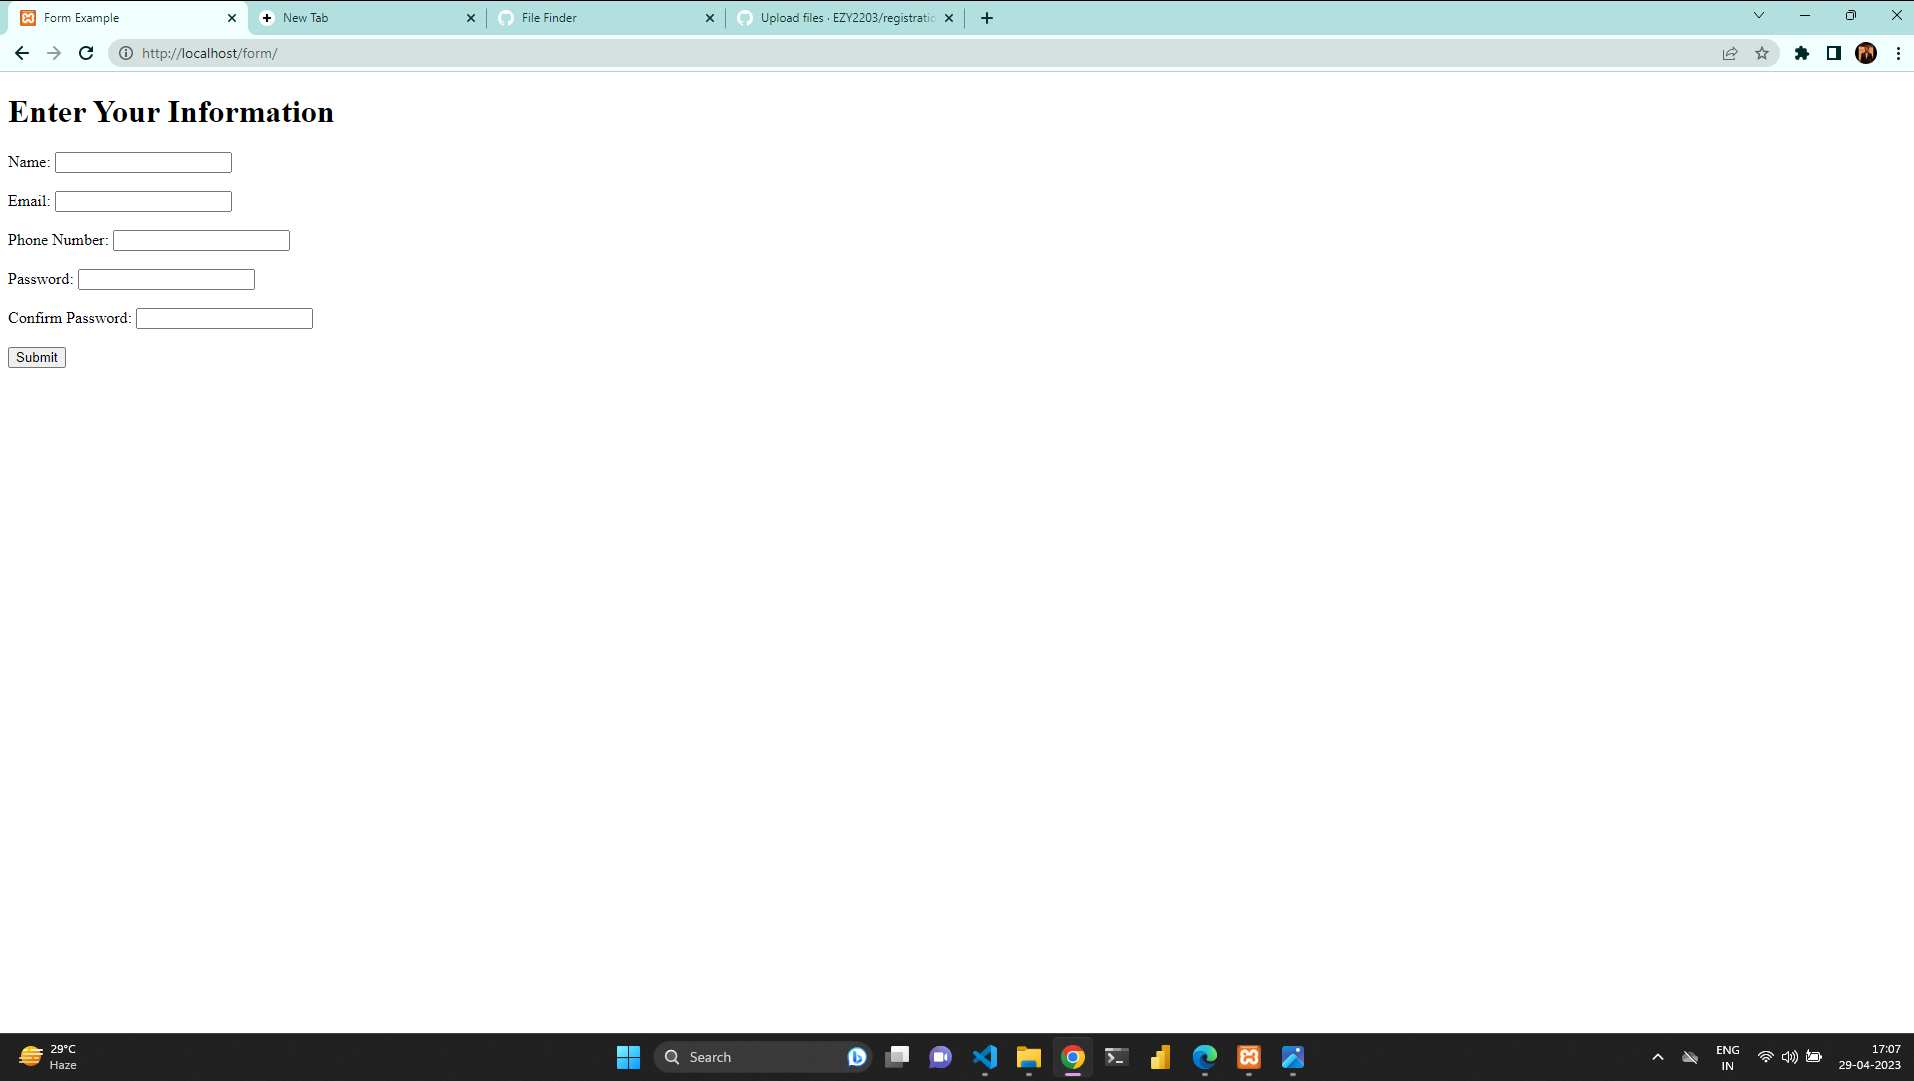 Form Example
New Tab
File Finder
Upload files · EZY2203/registratio
http://localhost/form/
Enter Your Information
Name:
Email:
Phone Number:
Password:
Confirm Password:
Submit
29°C
Haze
Search
ENG
IN
17:07
29-04-2023